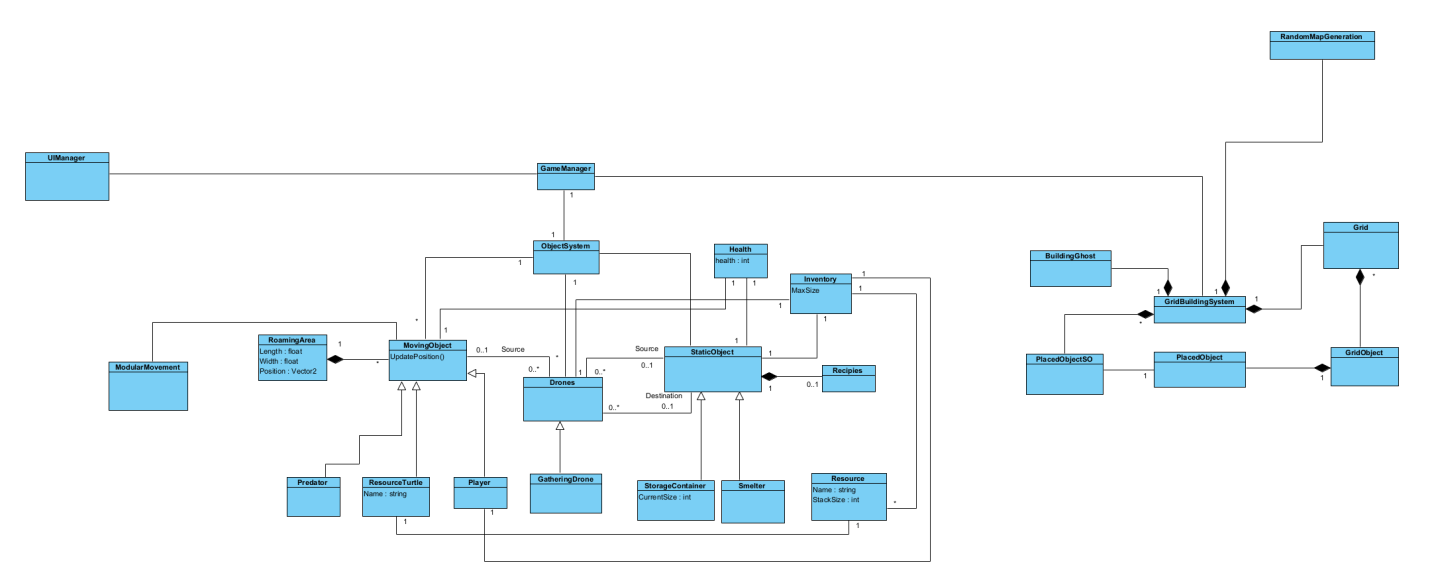 RandomMapGeneration
UIManager
GameManager
1
1
ObjectSystem
1
1
Health
health : int
1
1
Inventory
MaxSize
1
1
1
1
Grid
*
BuildingGhost
1
1
GridBuildingSystem
1
*
*
1
RoamingArea
Length : float
Width : float
Position : Vector2
1
*
MovingObject
UpdatePosition()
0..1
Source
*
0..*
ModularMovement
Source
0..1
0..*
1
StaticObject
1
1
1
0..1
Recipies
Drones
Destination
0..1
0..*
PlacedObjectSO
1
PlacedObject
GridObject
1
Predator
ResourceTurtle
Name : string
1
Player
1
GatheringDrone
StorageContainer
CurrentSize : int
Smelter
Resource
Name : string
StackSize : int
*
1